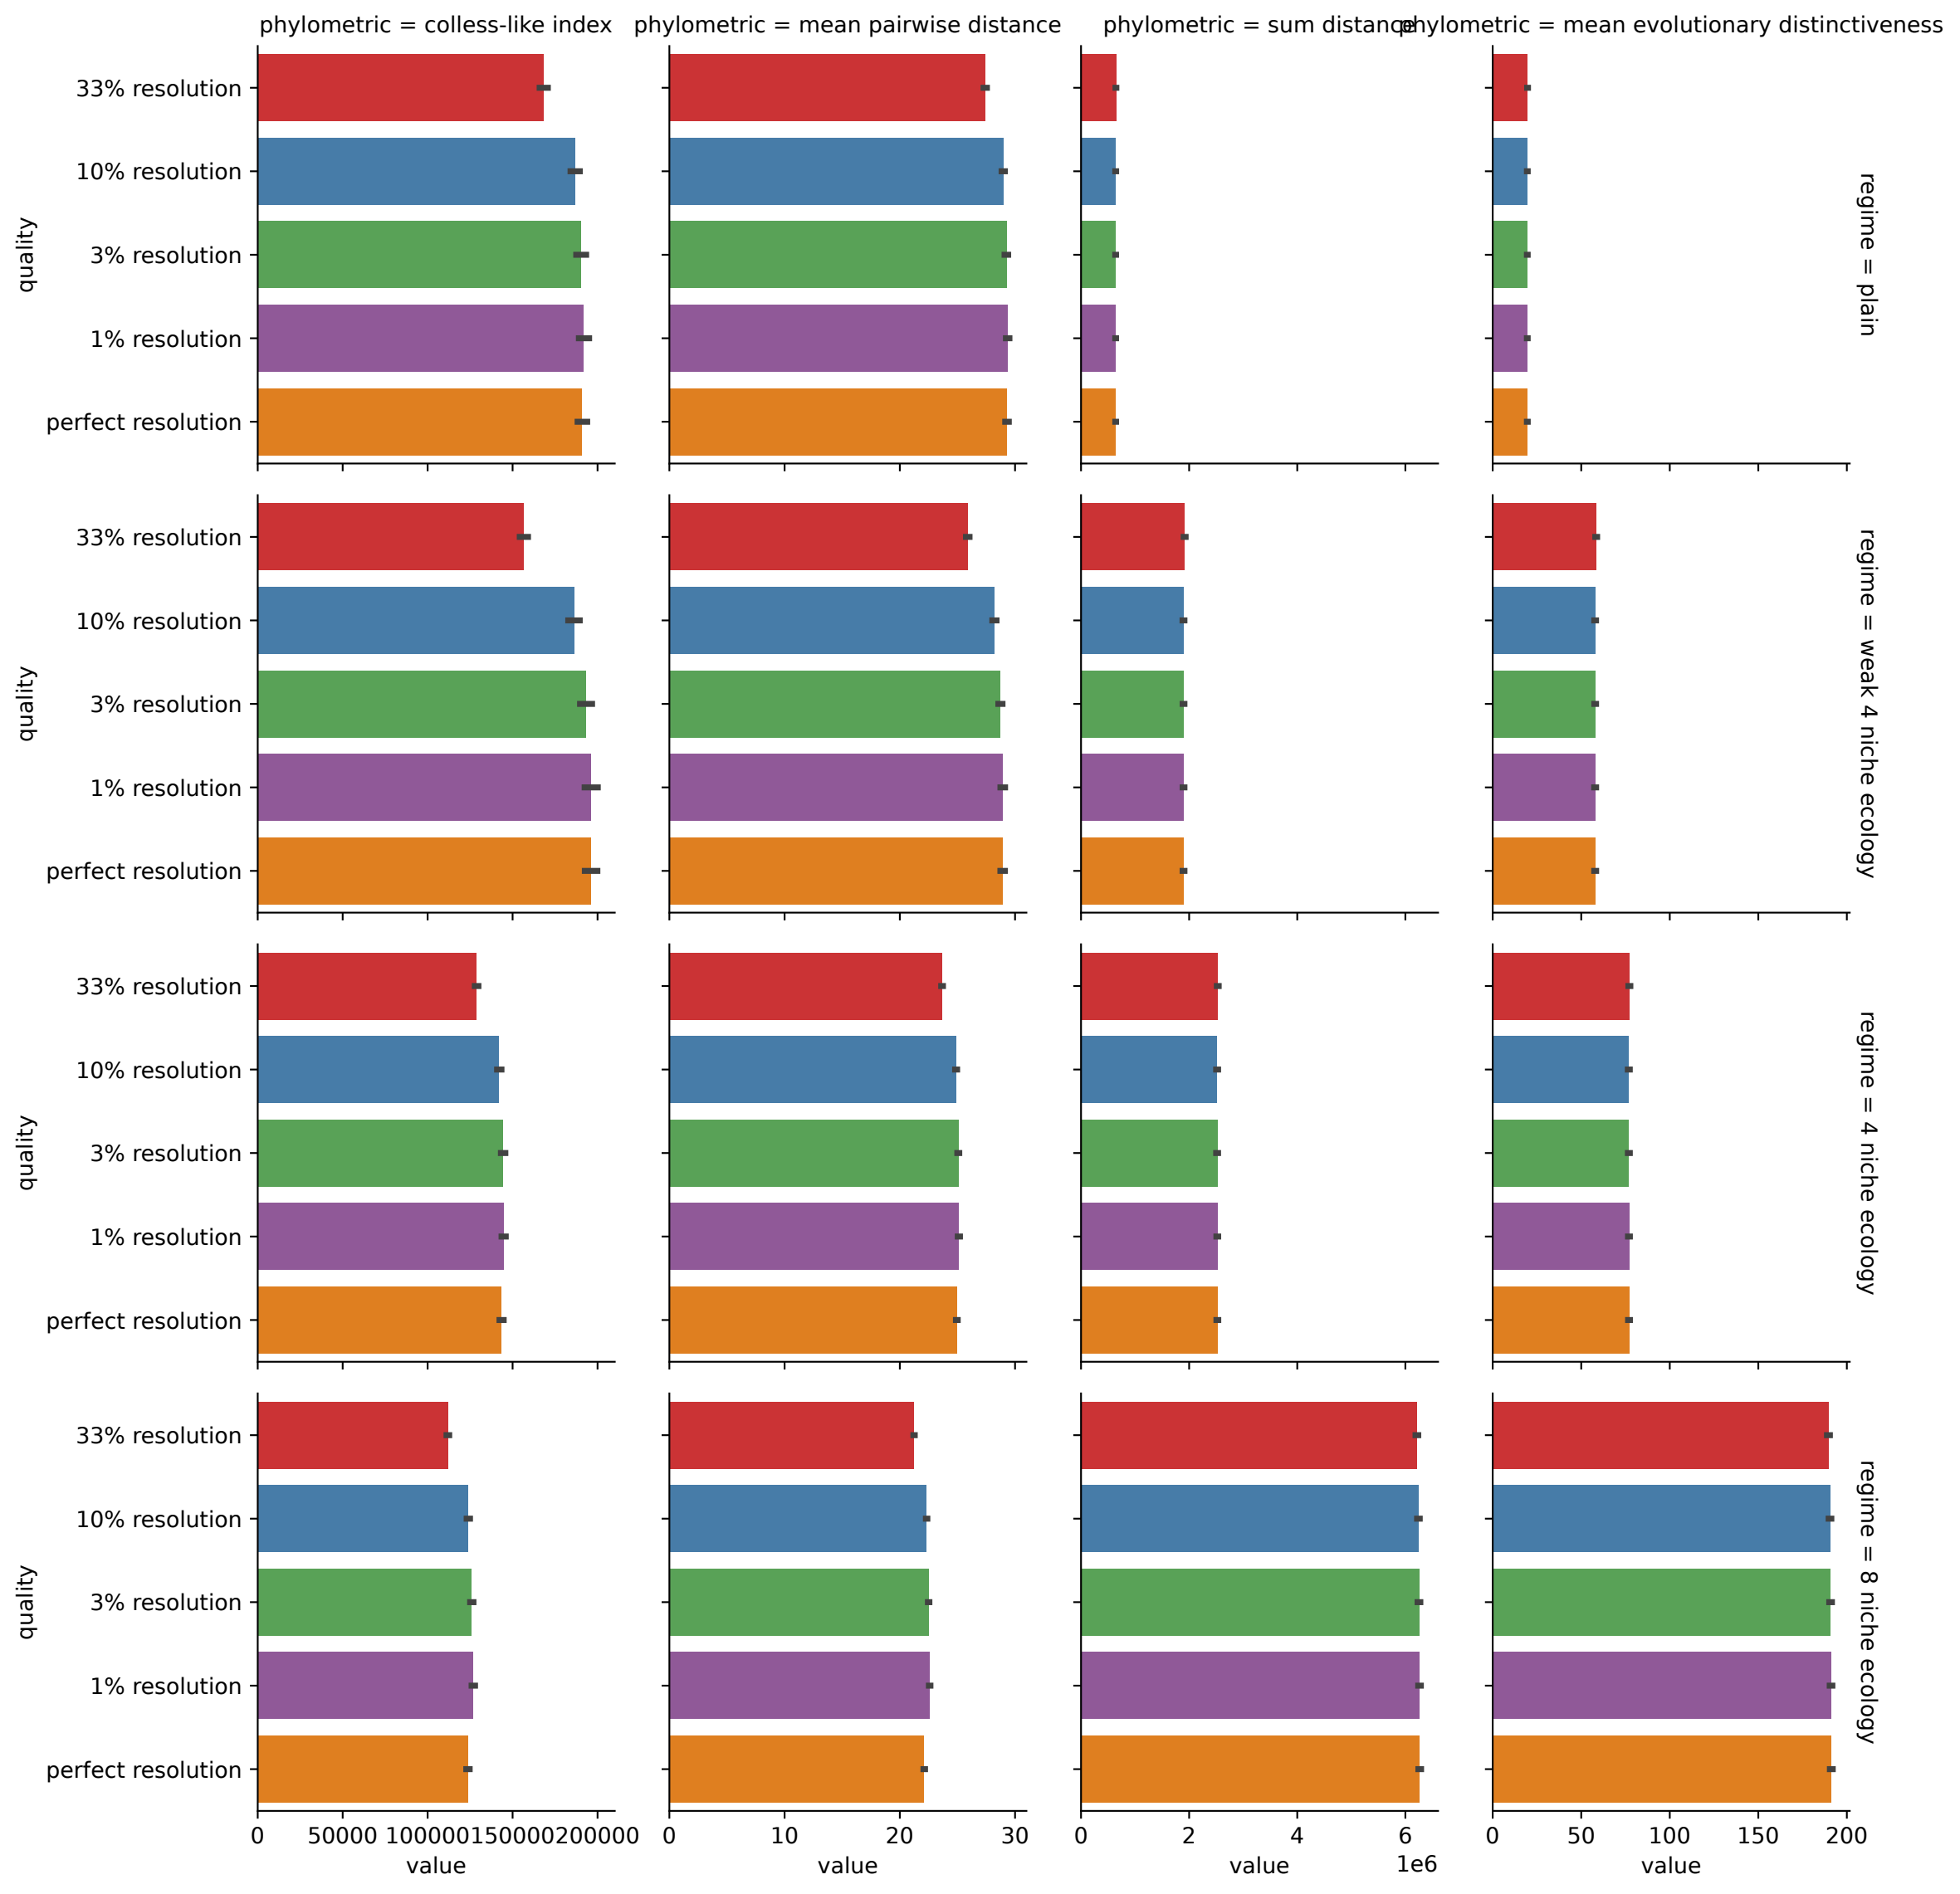 phylometric = colless-like index
phylometric = mean pairwise distance
phylometric = sum distance
phylometric = mean evolutionary distinctiveness
quality
33% resolution
10% resolution
3% resolution
1% resolution
perfect resolution
regime = plain
quality
33% resolution
10% resolution
3% resolution
1% resolution
perfect resolution
regime = weak 4 niche ecology
quality
33% resolution
10% resolution
3% resolution
1% resolution
perfect resolution
regime = 4 niche ecology
quality
33% resolution
10% resolution
3% resolution
1% resolution
perfect resolution
regime = 8 niche ecology
0 50000 100000 150000 200000
0 10 20 30
0 2 4 6
1e6
0 50 100 150 200
value
value
value
value